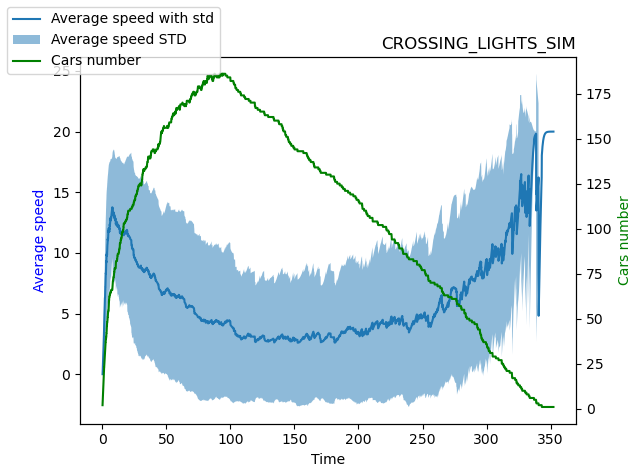 Average speed with std
Average speed STD
Cars number
CROSSING_LIGHTS_SIM
25
20
15
10
5
0
Average speed
175
150
125
100
75
50
25
0
Cars number
0 50 100 150 200 250 300 350
Time